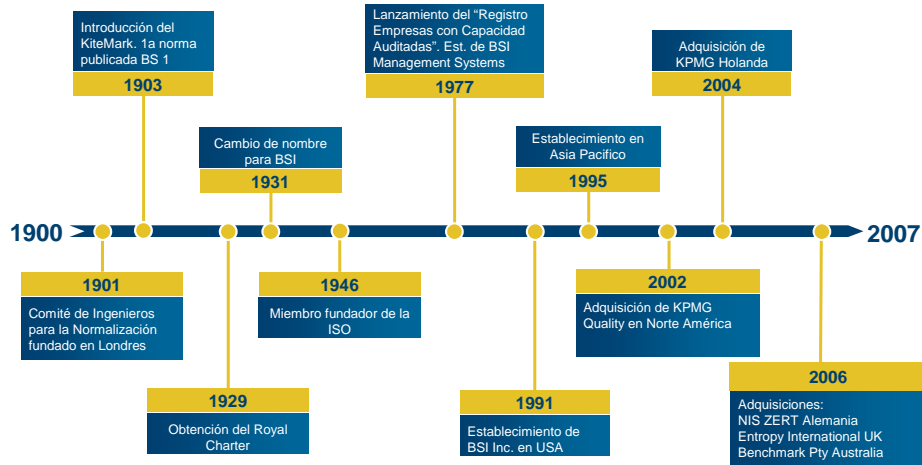 Introducción del
KiteMark. 1a norma
publicada BS 1
1903
Lanzamiento del “Registro
Empresas con Capacidad
Auditadas”. Est. de BSI
Management Systems
1977
Adquisición de
KPMG Holanda
2004
Cambio de nombre
para BSI
1931
Establecimiento en
Asia Pacifico
1995
1900
2007
1901
Comité de Ingenieros
para la Normalización
fundado en Londres
1946
Miembro fundador de la
ISO
2002
Adquisición de KPMG
Quality en Norte América
1929
Obtención del Royal
Charter
1991
Establecimiento de
BSI Inc. en USA
2006
Adquisiciones:
NIS ZERT Alemania
Entropy International UK
Benchmark Pty Australia